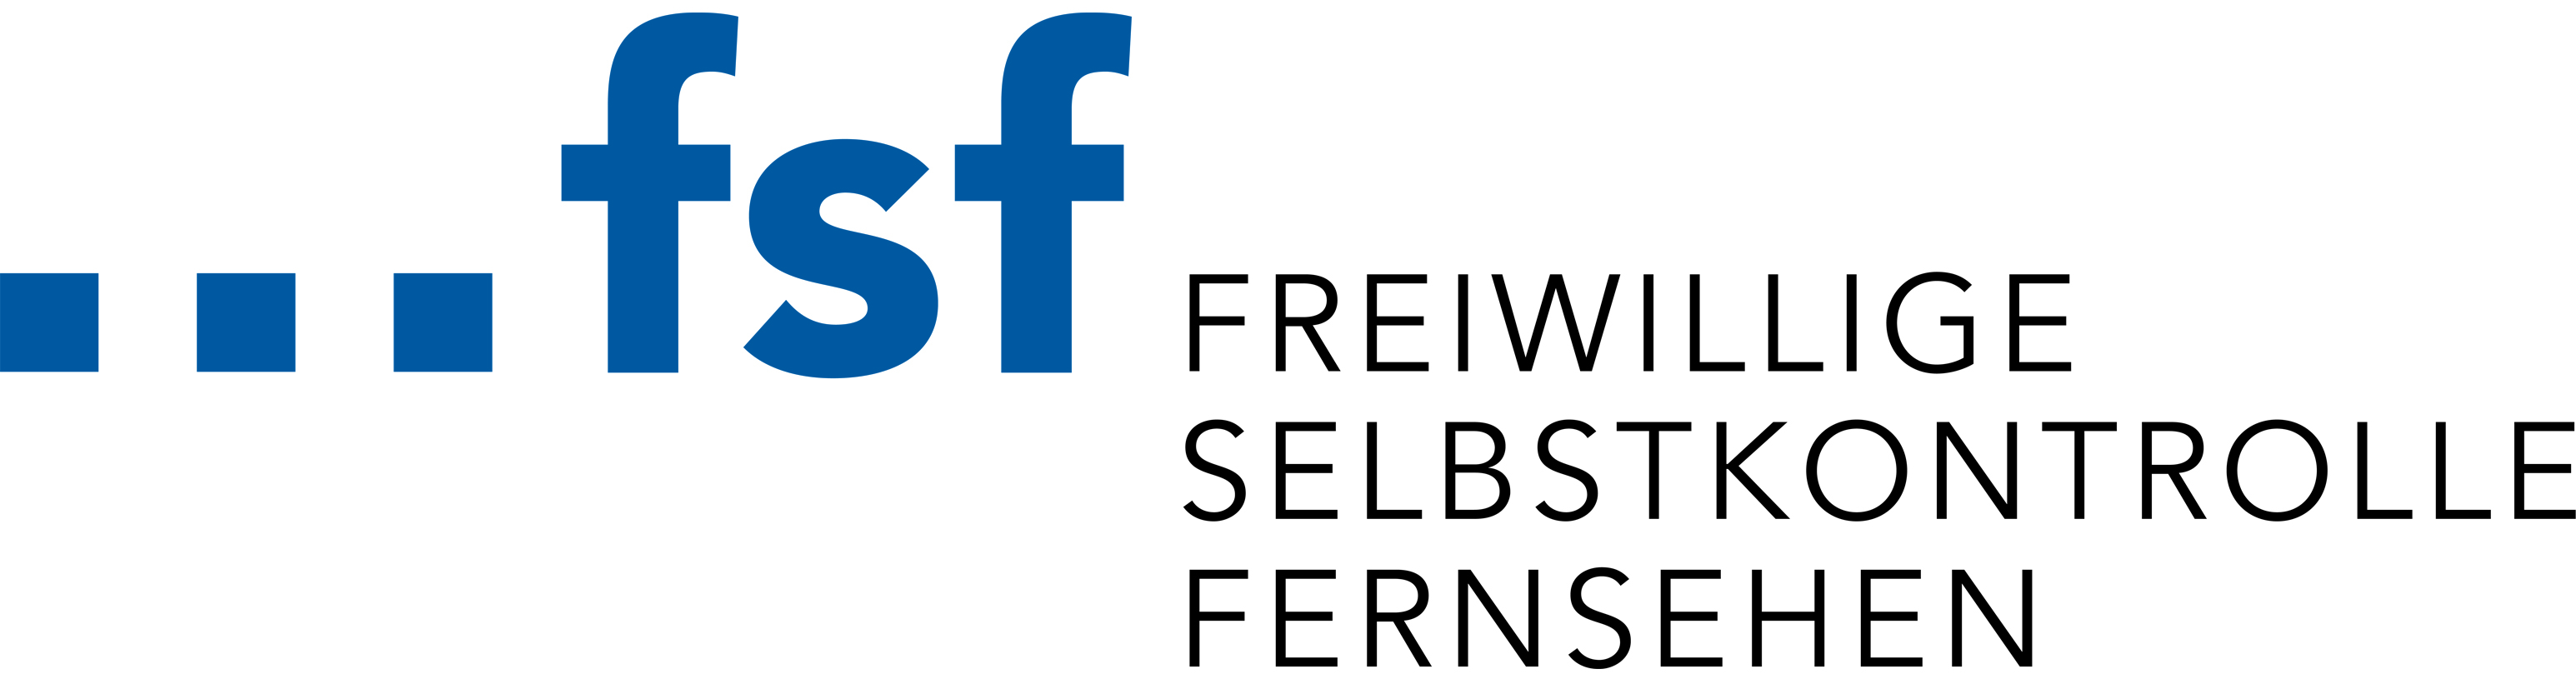 ...fsf
FREIWILLIGE
SELBSTKONTROLLE
FERNSEHEN